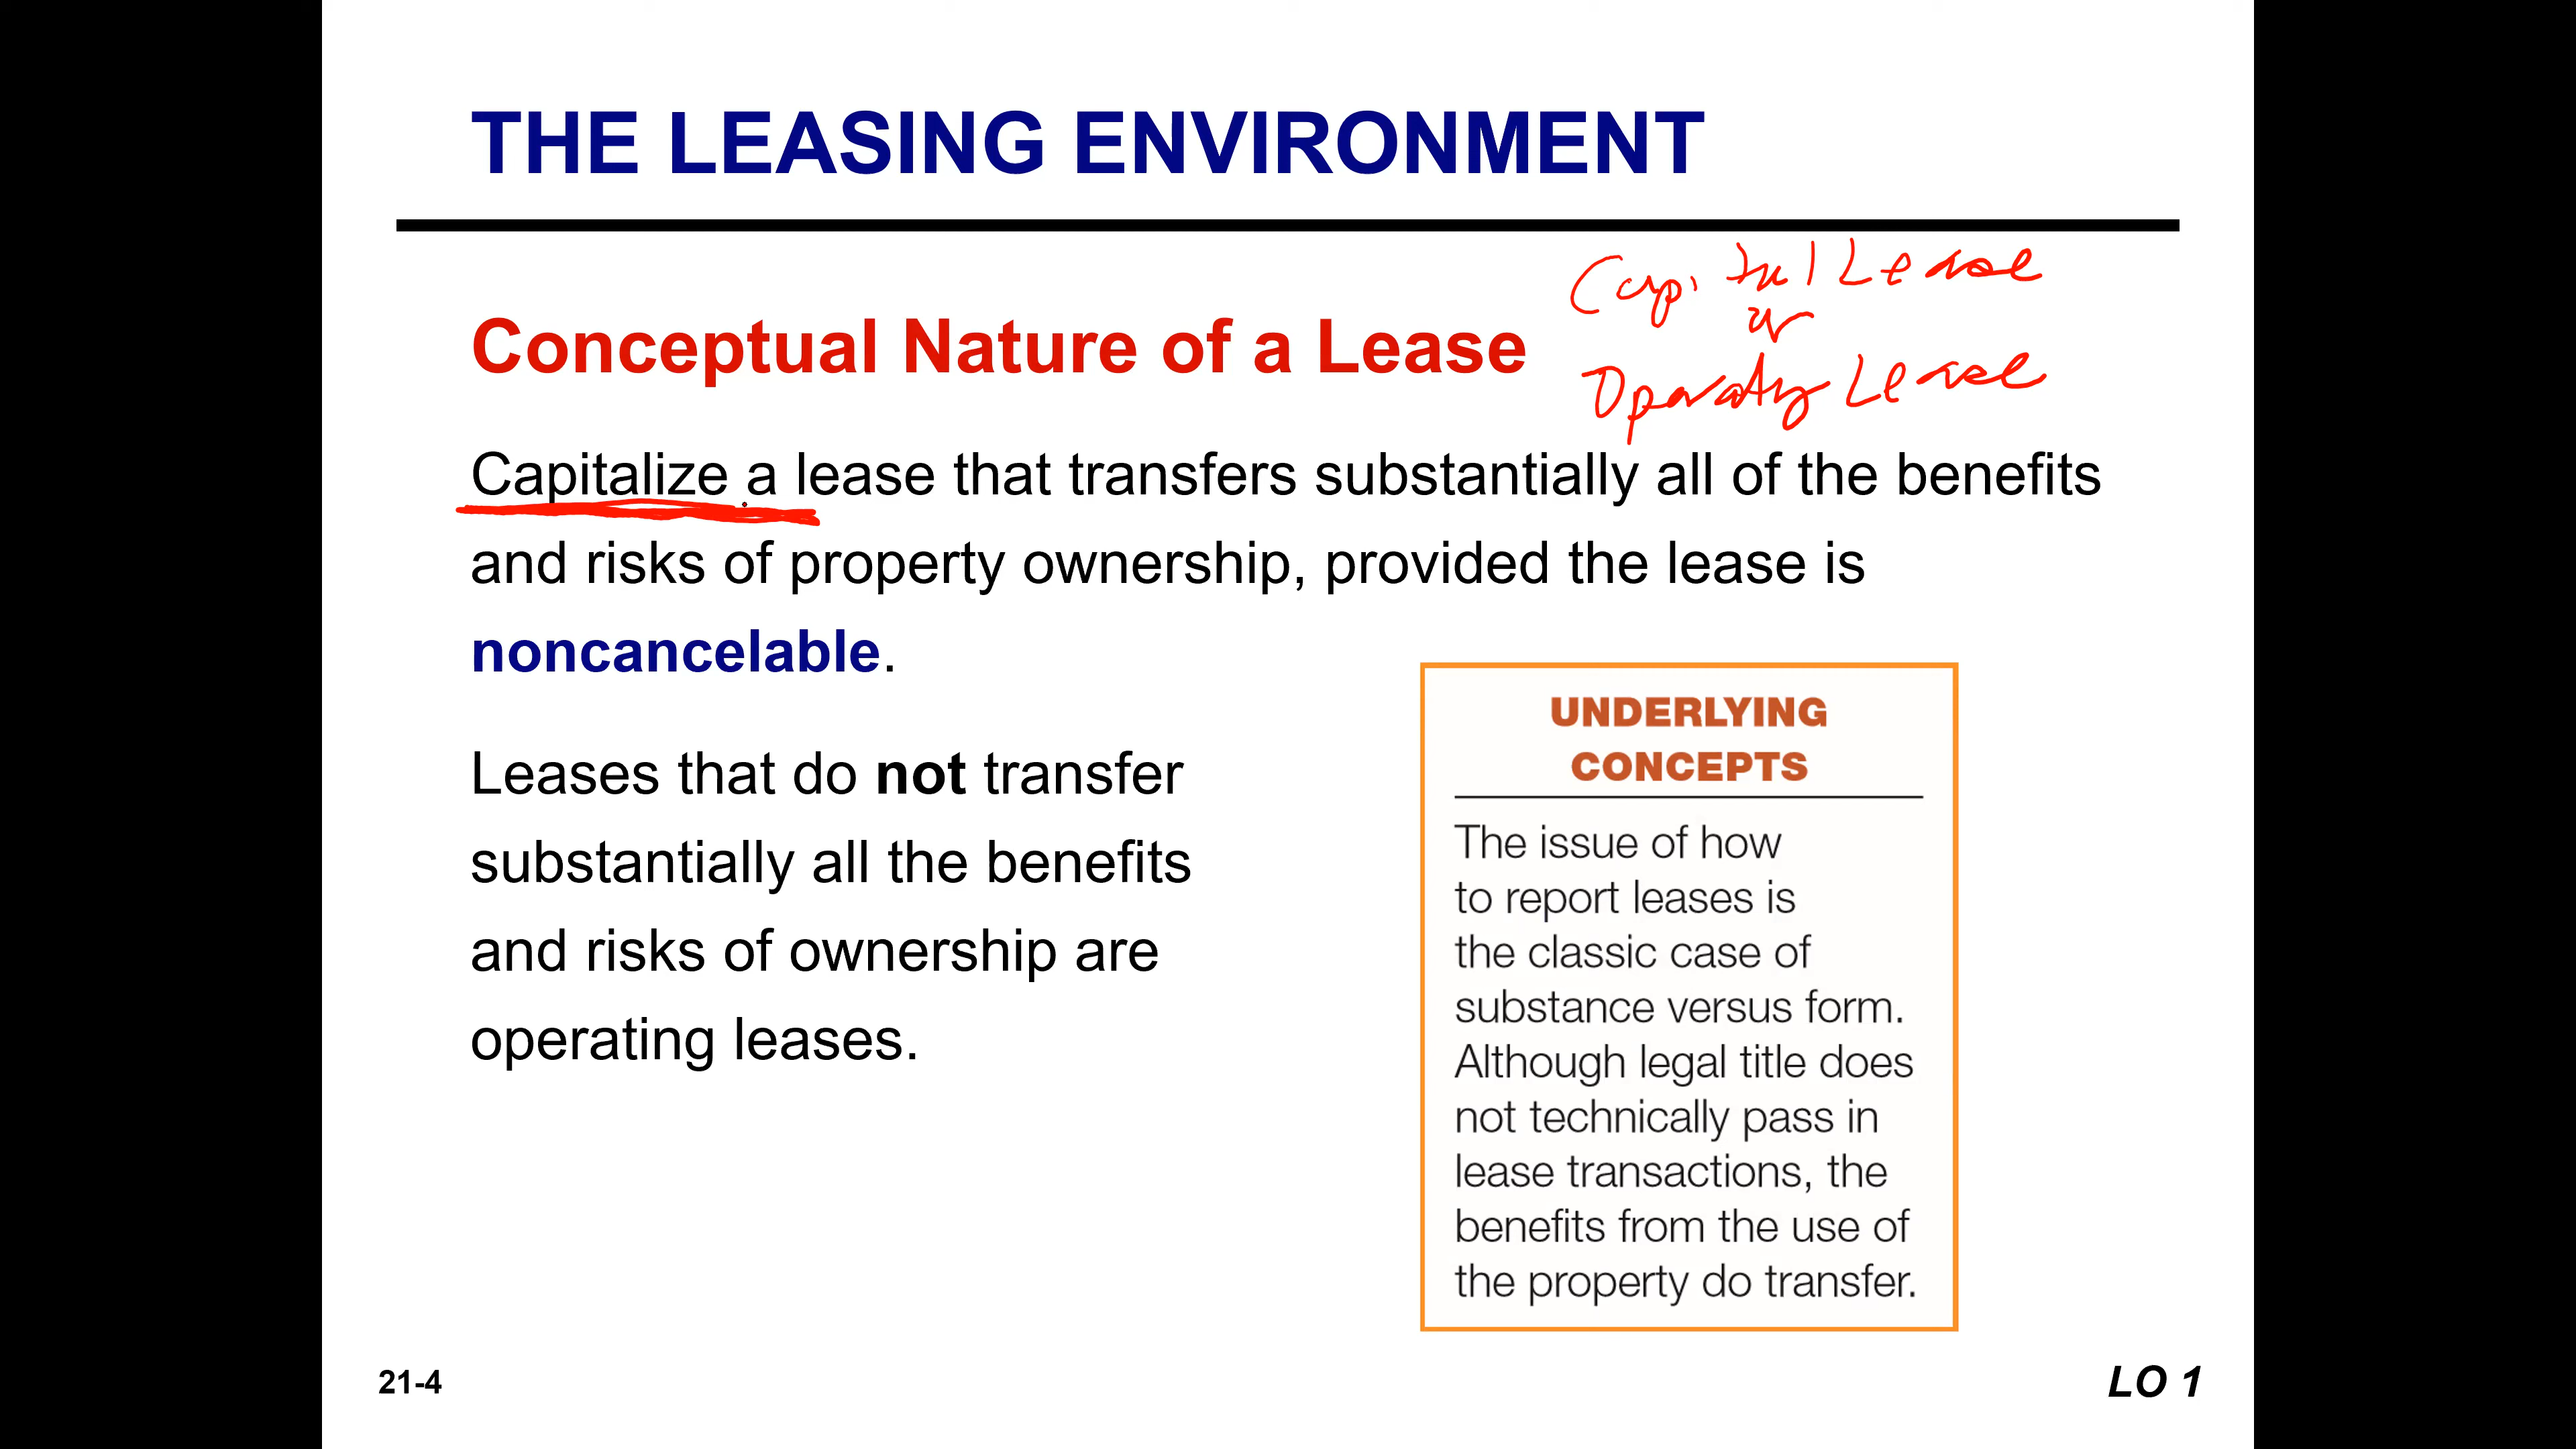 THE LEASING ENVIRONMENT
Capital Lease
or
Operating Lease
Conceptual Nature of a Lease
Capitalize a lease that transfers substantially all of the benefits
and risks of property ownership, provided the lease is
noncancelable.
Leases that do not transfer
substantially all the benefits
and risks of ownership are
operating leases.
UNDERLYING
CONCEPTS
The issue of how
to report leases is
the classic case of
substance versus form.
Although legal title does
not technically pass in
lease transactions, the
benefits from the use of
the property do transfer.
21-4
LO 1